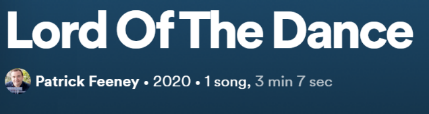 Lord Of The Dance
Patrick Feeney • 2020 • 1 song, 3 min 7 sec